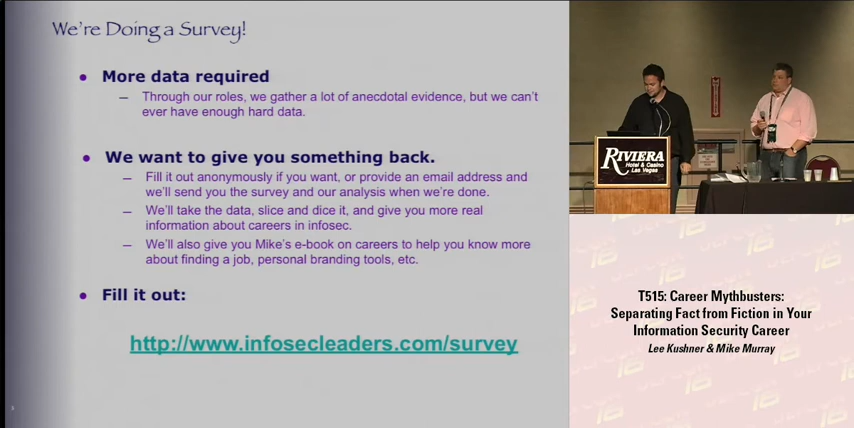 We're Doing a Survey!
● More data required
— Through our roles, we gather a lot of anecdotal evidence, but we can't
ever have enough hard data.
● We want to give you something back.
— Fill it out anonymously if you want, or provide an email address and
we'll send you the survey and our analysis when we're done.
— We'll take the data, slice and dice it, and give you more real
information about careers in infosec.
— We'll also give you Mike's e-book on careers to help you know more
about finding a job, personal branding tools, etc.
● Fill it out:
http://www.infosecleaders.com/survey
RIVIERA
Hotel & Casino
Las Vegas
T515: Career Mythbusters:
Separating Fact from Fiction in Your
Information Security Career
Lee Kushner & Mike Murray